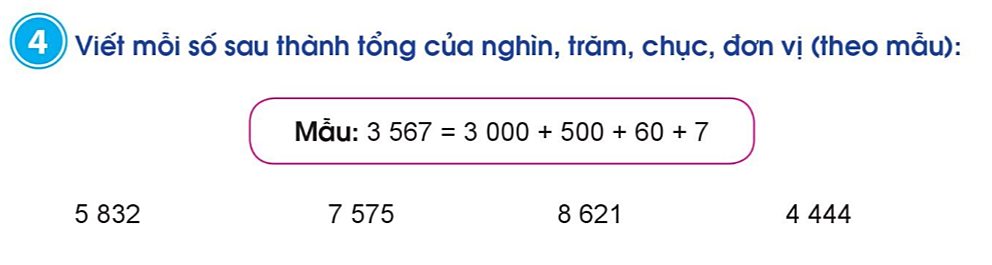 4 Viết mỗi số sau thành tổng của nghìn, trăm, chục, đơn vị (theo mẫu):
Mẫu: 3 567 = 3 000 + 500 + 60 + 7
5 832 7 575 8 621 4 444